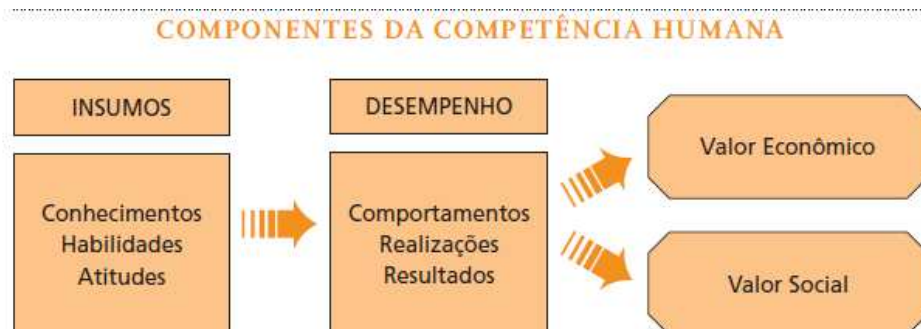 COMPONENTES DA COMPETÊNCIA HUMANA
INSUMOS
Conhecimentos
Habilidades
Atitudes
DESEMPENHO
Comportamentos
Realizações
Resultados
Valor Econômico
Valor Social